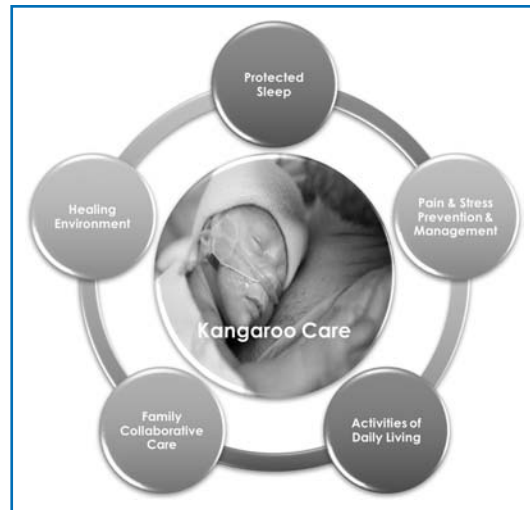 Protected
Sleep
Pain & Stress
Prevention &
Management
Activities of
Daily Living
Family
Collaborative
Care
Healing
Environment
Kangaroo Care